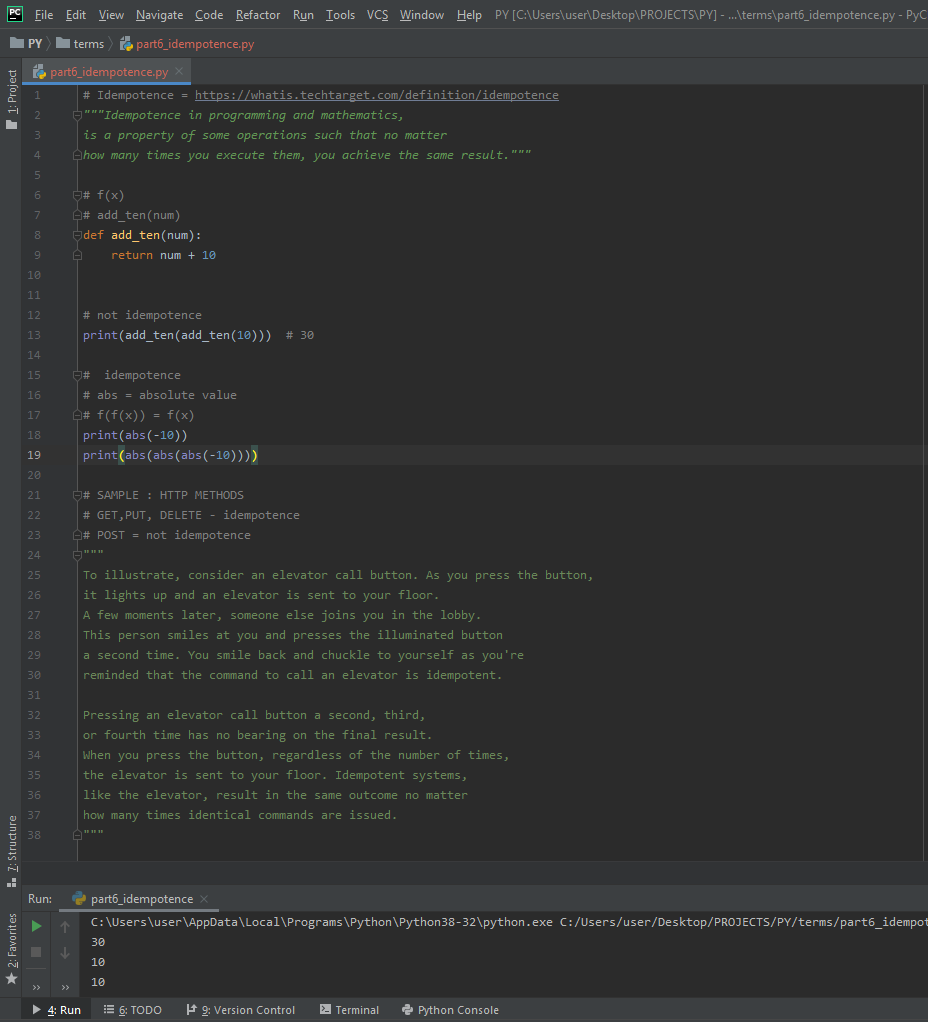 PC File Edit View Navigate Code Refactor Run Tools VCS Window Help PY [C:\Users\user\Desktop\PROJECTS\PY] - ...\terms\part6_idempotence.py - PyC
PY terms part6_idempotence.py
part6_idempotence.py
1: Project
1 # Idempotence = https://whatis.techtarget.com/definition/idempotence
2 """Idempotence in programming and mathematics,
3 is a property of some operations such that no matter
4 how many times you execute them, you achieve the same result."""
5
6 # f(x)
7 # add_ten(num)
8 def add_ten(num):
9     return num + 10
10
11
12 # not idempotence
13 print(add_ten(add_ten(10)))  # 30
14
15 #  idempotence
16 # abs = absolute value
17 # f(f(x)) = f(x)
18 print(abs(-10))
19 print(abs(abs(abs(-10))))
20
21 # SAMPLE : HTTP METHODS
22 # GET,PUT, DELETE - idempotence
23 # POST = not idempotence
24 """
25 To illustrate, consider an elevator call button. As you press the button,
26 it lights up and an elevator is sent to your floor.
27 A few moments later, someone else joins you in the lobby.
28 This person smiles at you and presses the illuminated button
29 a second time. You smile back and chuckle to yourself as you're
30 reminded that the command to call an elevator is idempotent.
31
32 Pressing an elevator call button a second, third,
33 or fourth time has no bearing on the final result.
34 When you press the button, regardless of the number of times,
35 the elevator is sent to your floor. Idempotent systems,
36 like the elevator, result in the same outcome no matter
37 how many times identical commands are issued.
38 """
7: Structure
2: Favorites
Run: part6_idempotence
C:\Users\user\AppData\Local\Programs\Python\Python38-32\python.exe C:/Users/user/Desktop/PROJECTS/PY/terms/part6_idempot
30
10
10
4: Run 6: TODO 9: Version Control Terminal Python Console